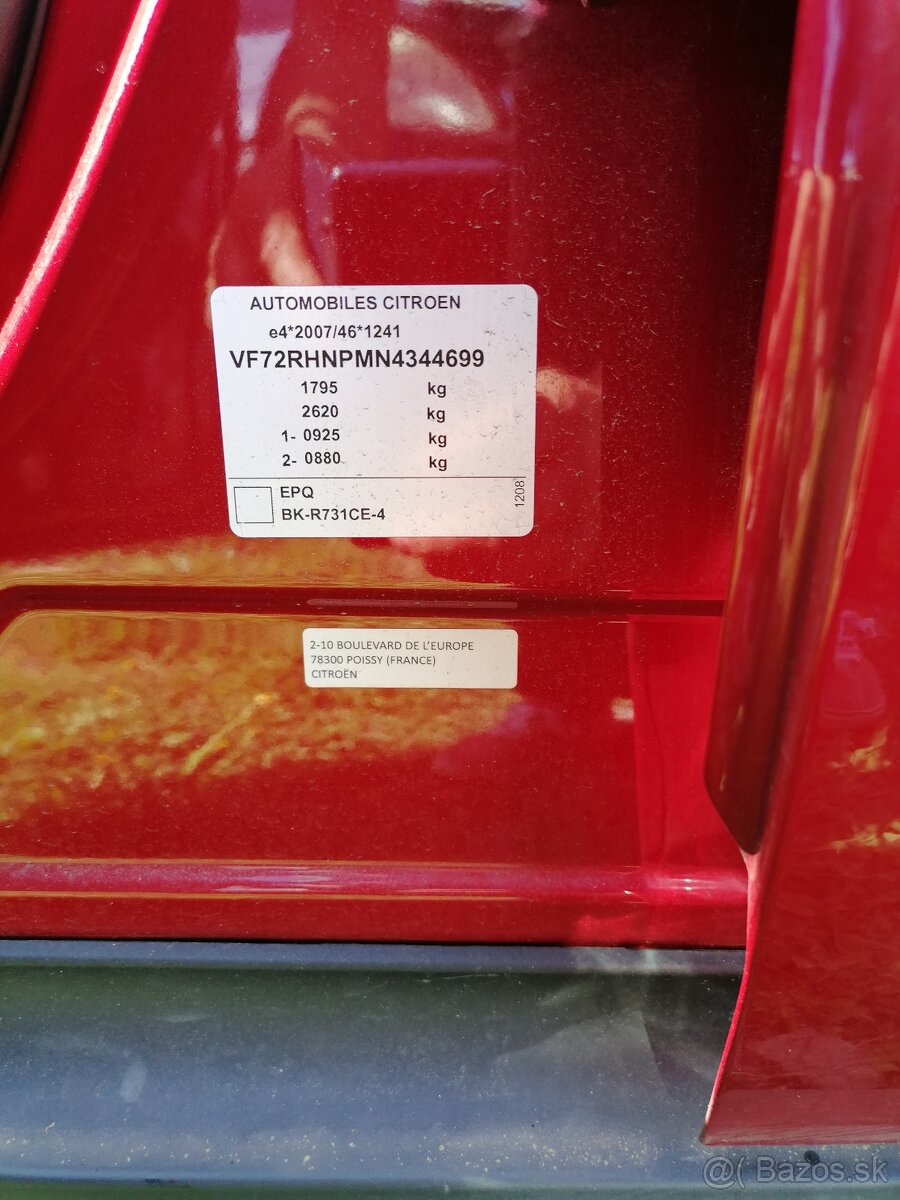 AUTOMOBILES CITROEN
e4*2007/46*1241
VF72RHNPMN4344699
1795 kg
2620 kg
1- 0925 kg
2- 0880 kg
EPQ
BK-R731CE-4
1208
2-10 BOULEVARD DE L'EUROPE
78300 POISSY (FRANCE)
CITROËN
@( Bazos.sk